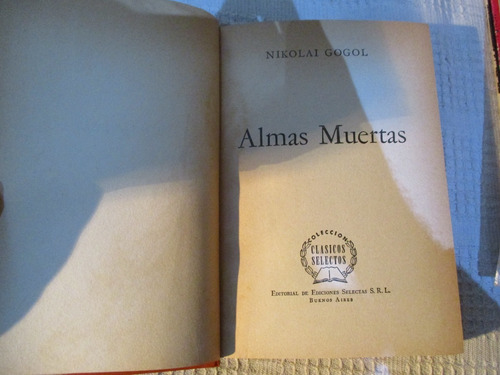 NIKOLAI GOGOL
Almas Muertas
COLECCION
CLASICOS
SELECTOS
EDITORIAL DE EDICIONES SELECTAS S. R. L.
BUENOS AIRES